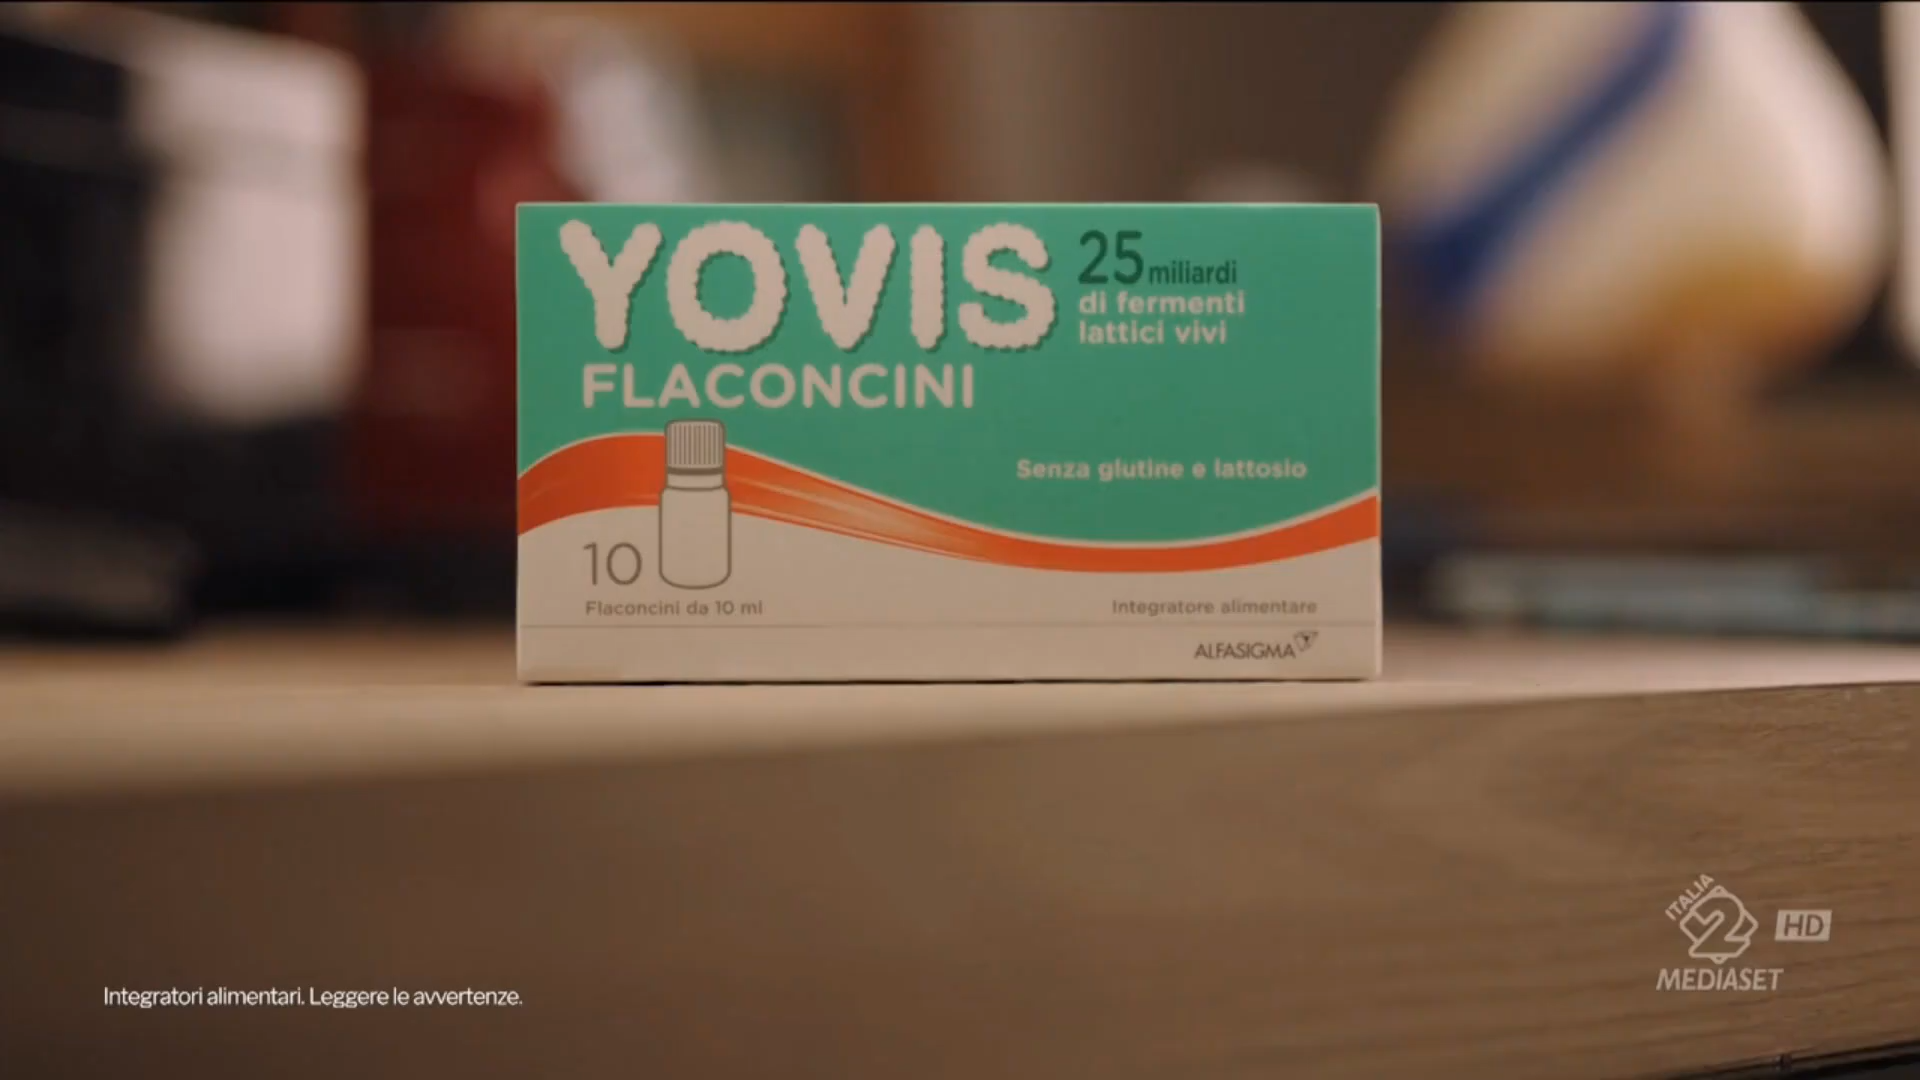 YOVIS
25 miliardi
di fermenti
lattici vivi
FLACONCINI
Senza glutine e lattosio
10
Flaconcini da 10 ml
Integratore alimentare
ALFASIGMA
ITALIA
2
HD
MEDIASET
Integratori alimentari. Leggere le avvertenze.